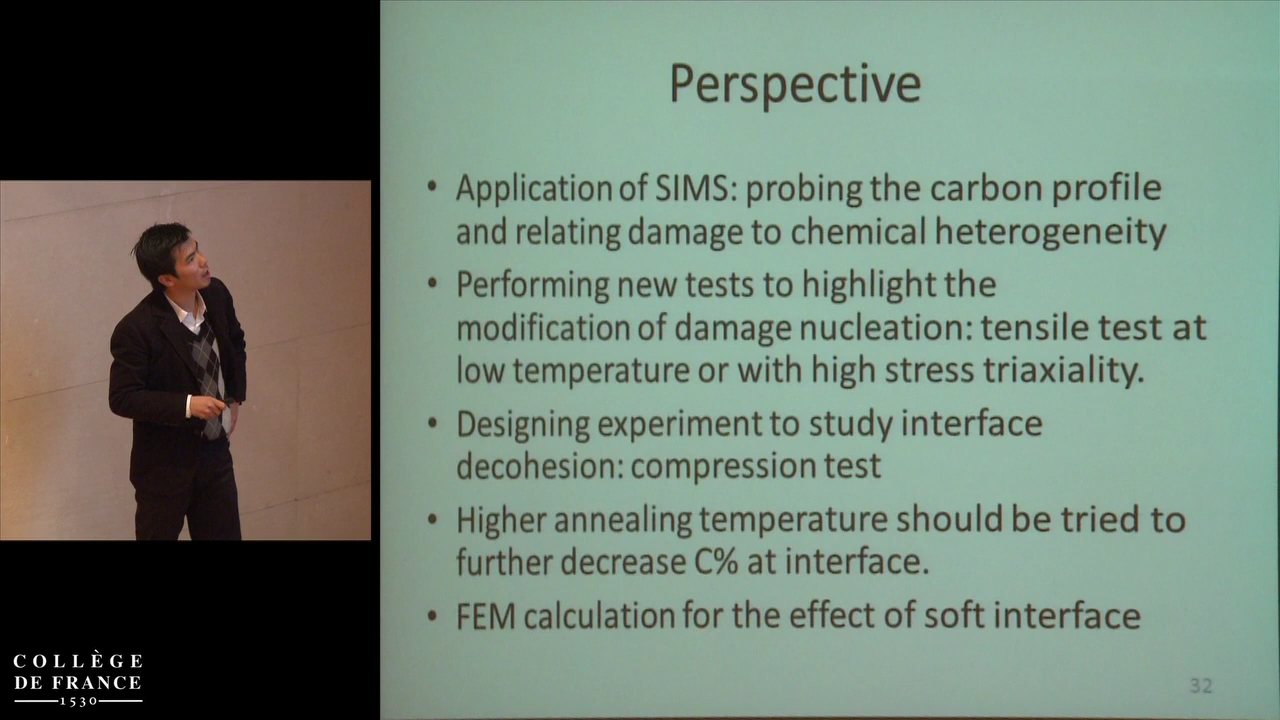 Perspective
• Application of SIMS: probing the carbon profile
and relating damage to chemical heterogeneity
• Performing new tests to highlight the
modification of damage nucleation: tensile test at
low temperature or with high stress triaxiality.
• Designing experiment to study interface
decohesion: compression test
• Higher annealing temperature should be tried to
further decrease C% at interface.
• FEM calculation for the effect of soft interface
32
COLLÈGE
DE FRANCE
1530